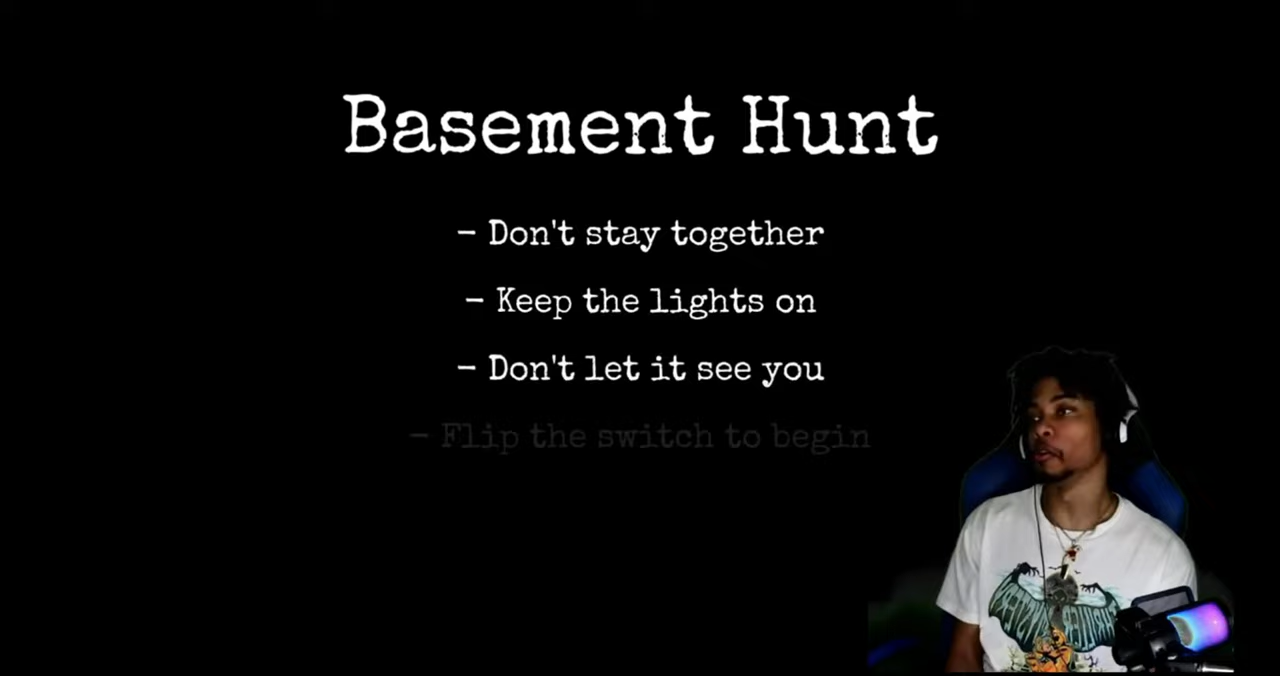 Basement Hunt
- Don't stay together
- Keep the lights on
- Don't let it see you
- Flip the switch to begin